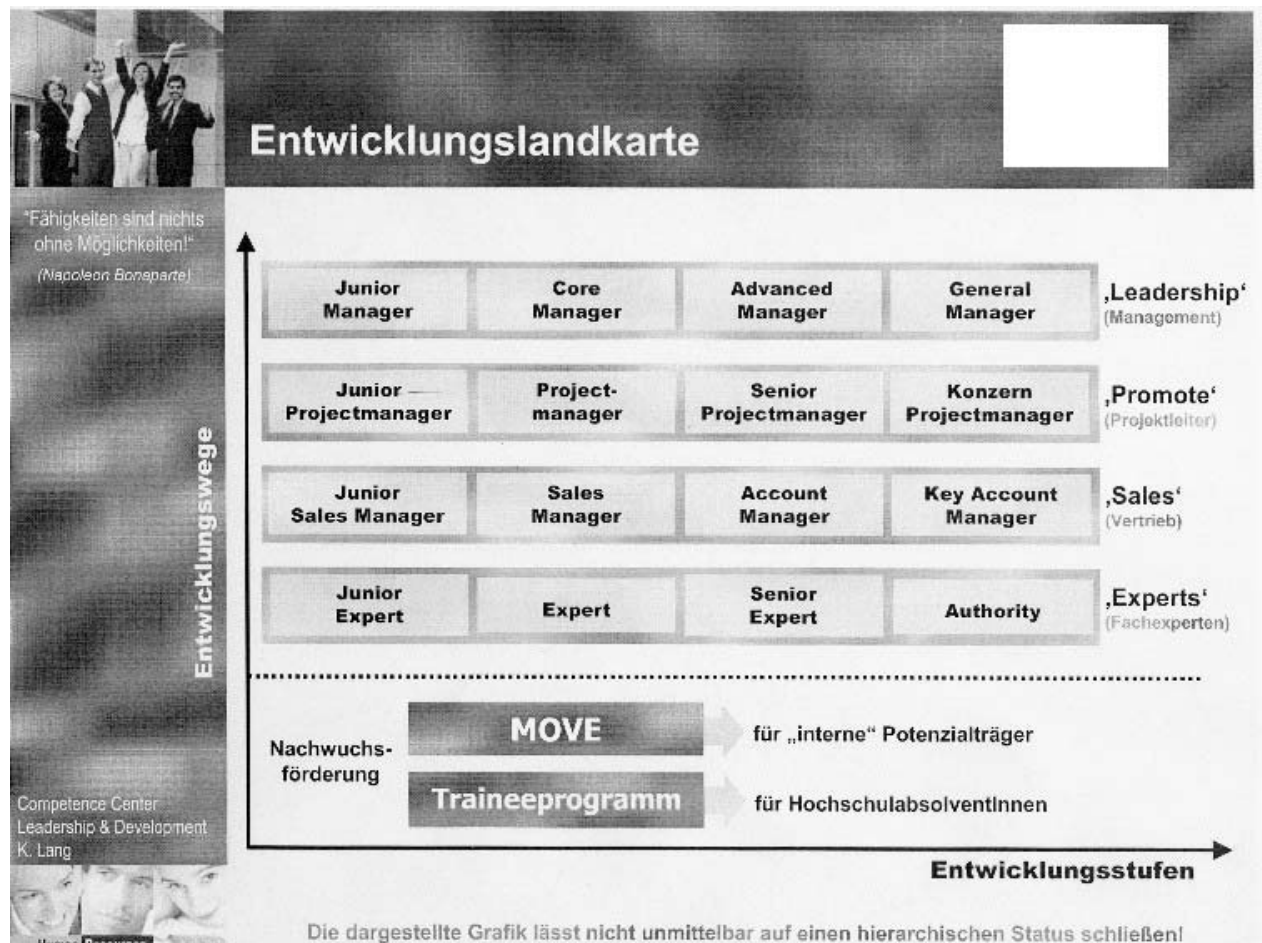 Entwicklungslandkarte
"Fähigkeiten sind nichts
ohne Möglichkeiten!"
(Napoleon Bonaparte)
Entwicklungswege
Junior
Manager
Core
Manager
Advanced
Manager
General
Manager
‚Leadership‘
(Management)
Junior
Projectmanager
Project-
manager
Senior
Projectmanager
Konzern
Projectmanager
‚Promote‘
(Projektleiter)
Junior
Sales Manager
Sales
Manager
Account
Manager
Key Account
Manager
‚Sales‘
(Vertrieb)
Junior
Expert
Expert
Senior
Expert
Authority
‚Experts‘
(Fachexperten)
Nachwuchs-
förderung
MOVE
für „interne“ Potenzialträger
Traineeprogramm
für HochschulabsolventInnen
Entwicklungsstufen
Competence Center
Leadership & Development
K. Lang
Die dargestellte Grafik lässt nicht unmittelbar auf einen hierarchischen Status schließen!